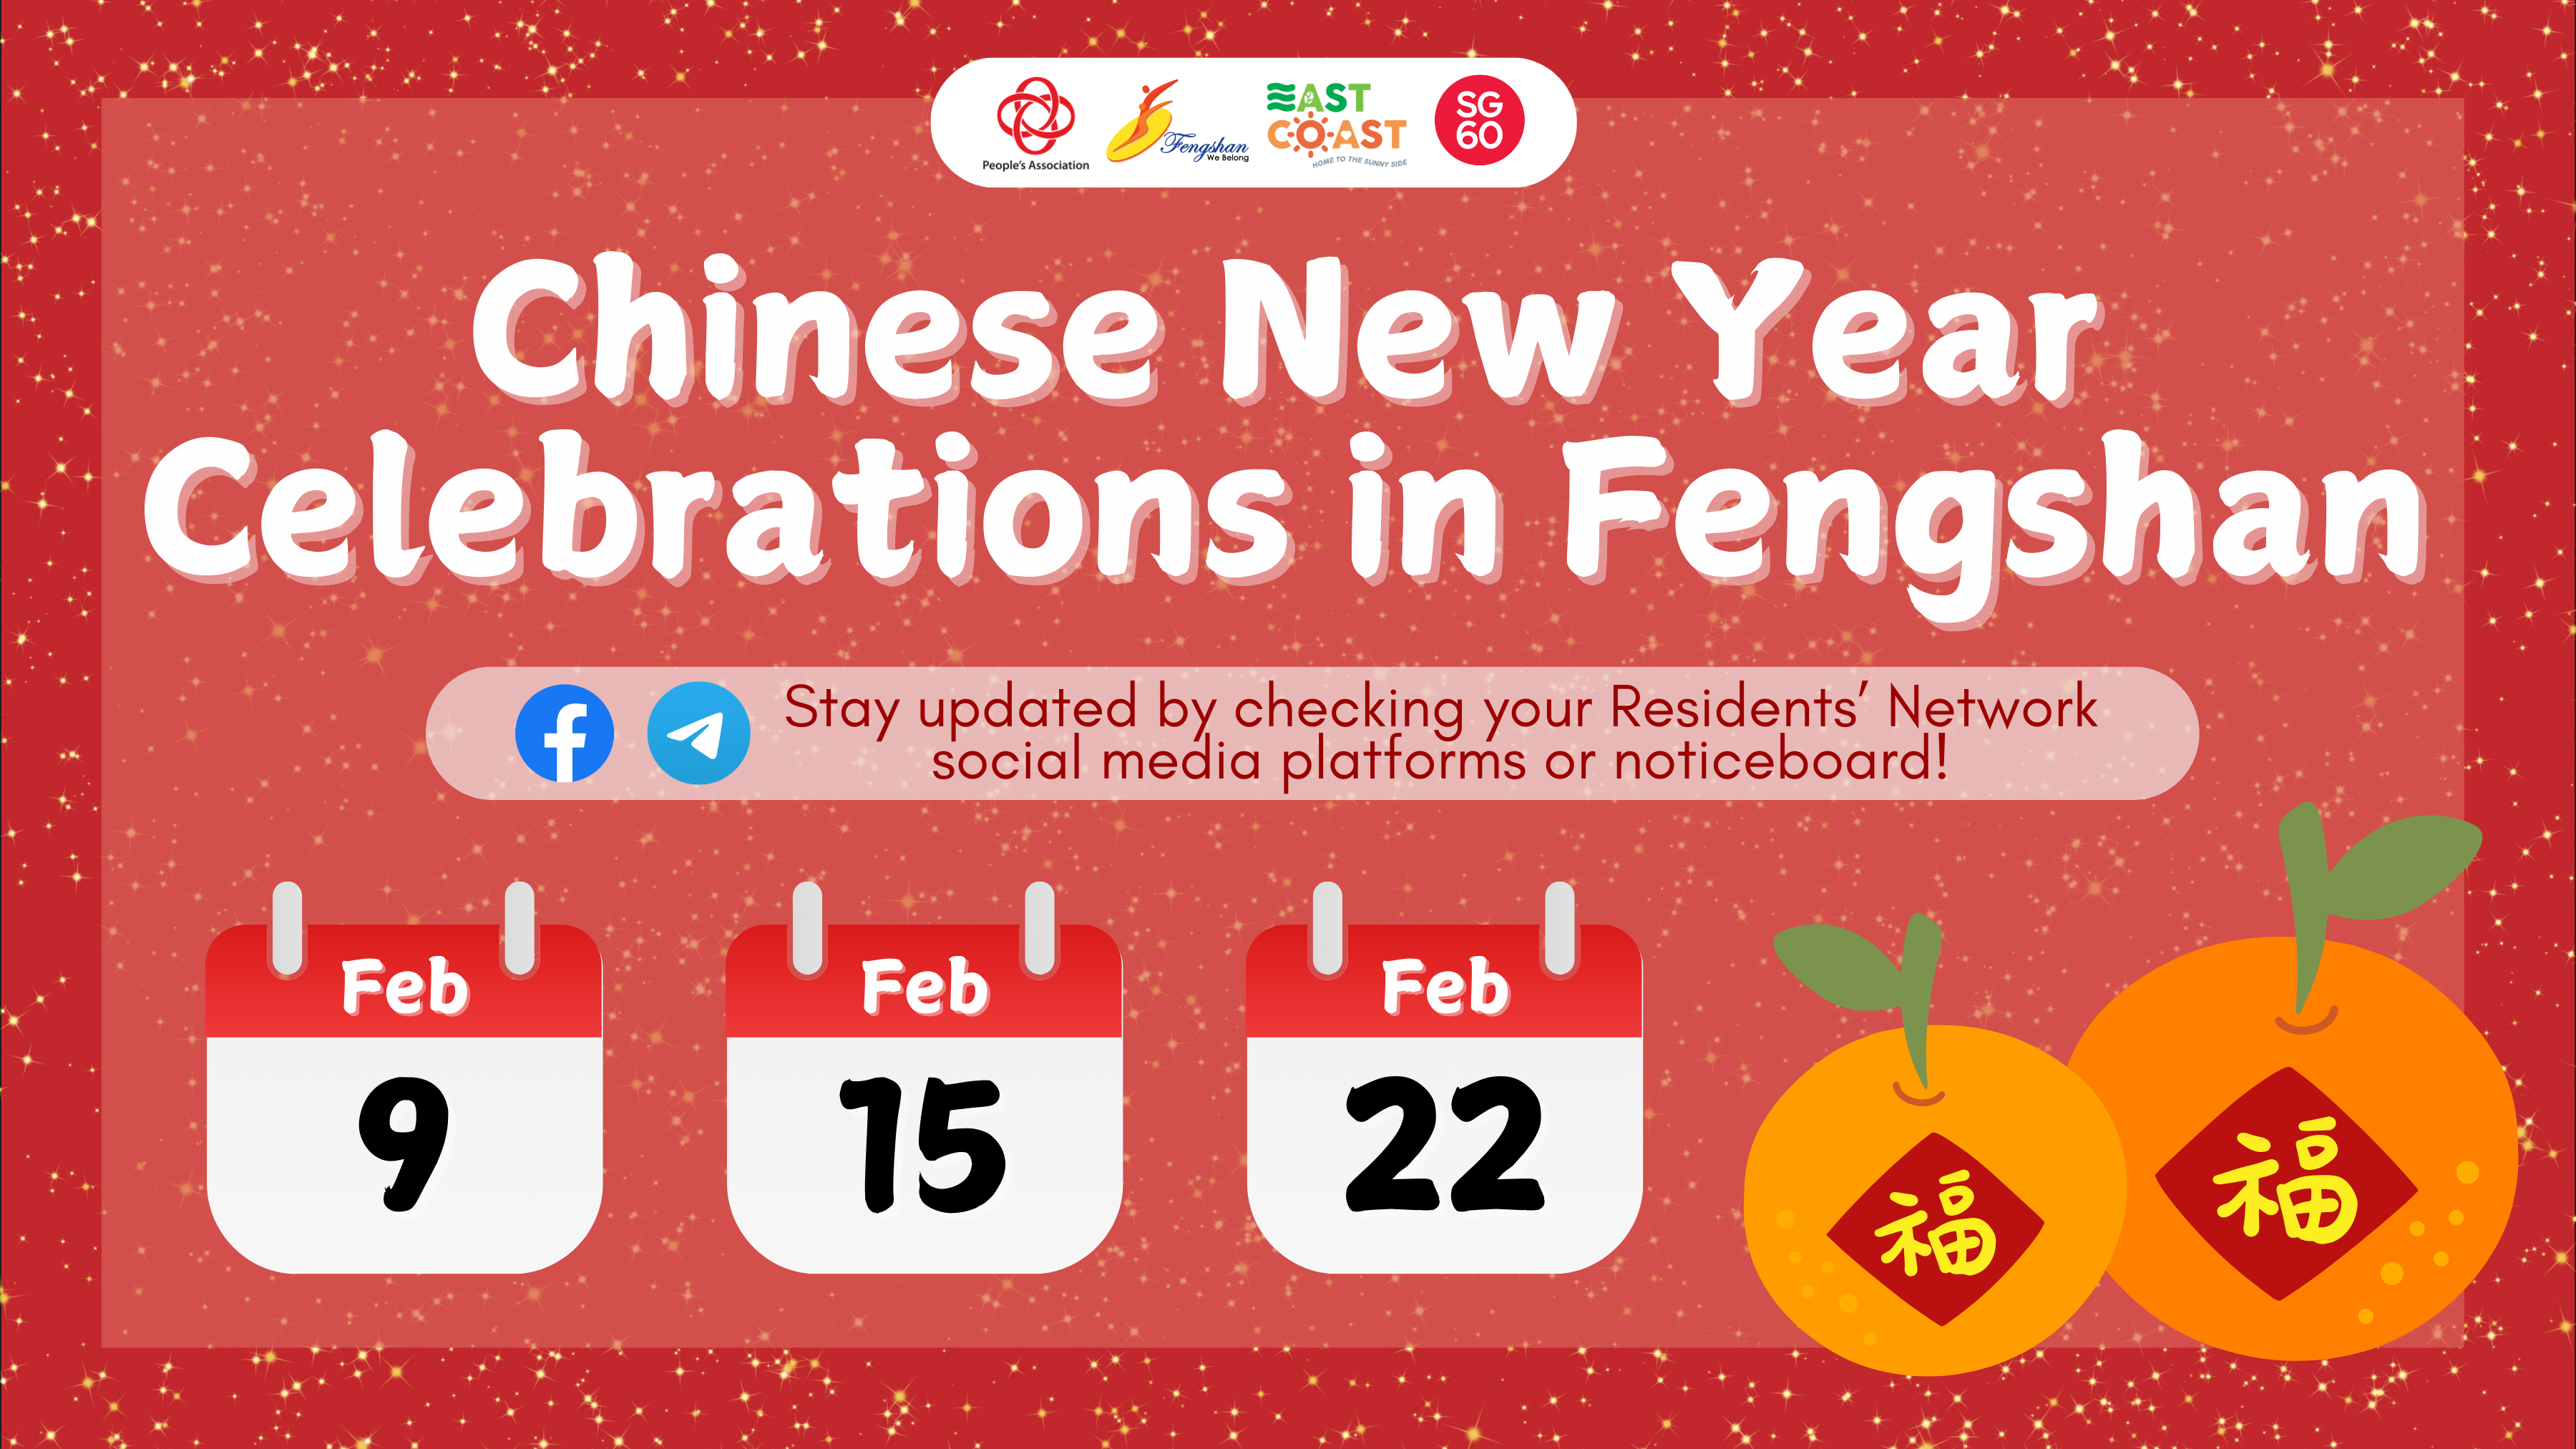 People's Association
Fengshan
We Belong
EAST
COAST
HOME TO THE SUNNY SIDE
SG
60
Chinese New Year
Celebrations in Fengshan
Stay updated by checking your Residents’ Network
social media platforms or noticeboard!
Feb
9
Feb
15
Feb
22
福
福